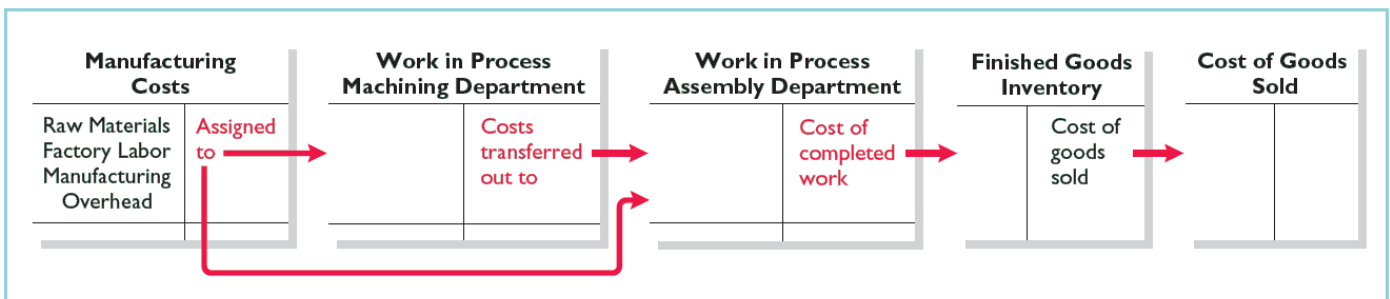 Manufacturing
Costs
Raw Materials
Factory Labor
Manufacturing
Overhead
Assigned
to
Work in Process
Machining Department
Costs
transferred
out to
Work in Process
Assembly Department
Cost of
completed
work
Finished Goods
Inventory
Cost of
goods
sold
Cost of Goods
Sold